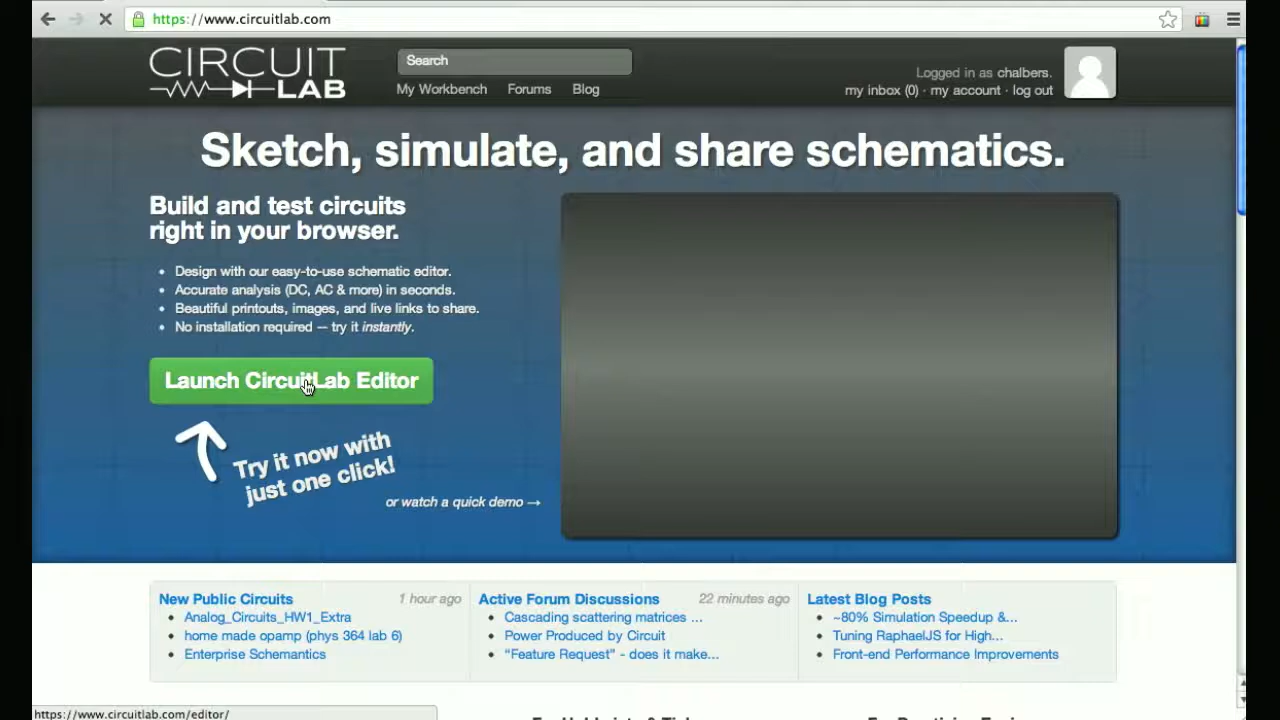 https://www.circuitlab.com
CIRCUIT
LAB
Search
My Workbench Forums Blog
Logged in as chalbers.
my inbox (0) · my account · log out
Sketch, simulate, and share schematics.
Build and test circuits
right in your browser.
• Design with our easy-to-use schematic editor.
• Accurate analysis (DC, AC & more) in seconds.
• Beautiful printouts, images, and live links to share.
• No installation required — try it instantly.
Launch CircuitLab Editor
Try it now with
just one click!
or watch a quick demo →
New Public Circuits 1 hour ago
• Analog_Circuits_HW1_Extra
• home made opamp (phys 364 lab 6)
• Enterprise Schemantics
Active Forum Discussions 22 minutes ago
• Cascading scattering matrices ...
• Power Produced by Circuit
• “Feature Request” - does it make...
Latest Blog Posts
• ~80% Simulation Speedup &...
• Tuning RaphaelJS for High...
• Front-end Performance Improvements
https://www.circuitlab.com/editor/